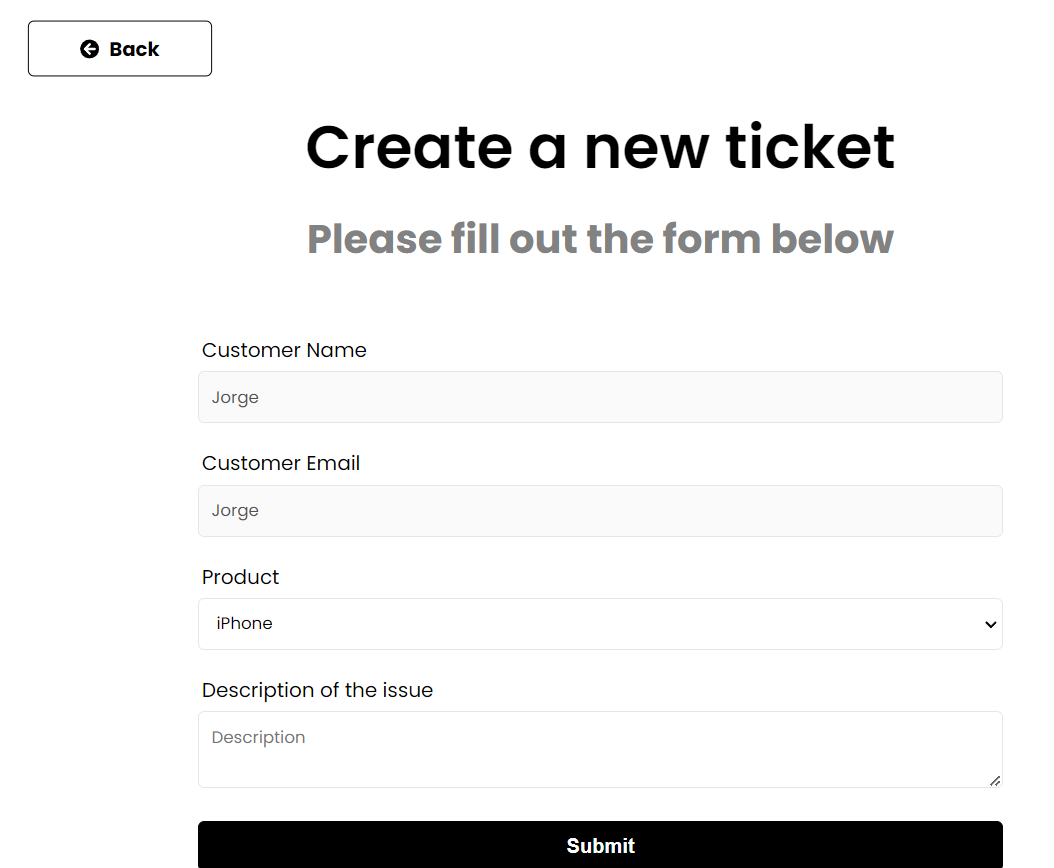 Back
Create a new ticket
Please fill out the form below
Customer Name
Jorge
Customer Email
Jorge
Product
iPhone
Description of the issue
Description
Submit